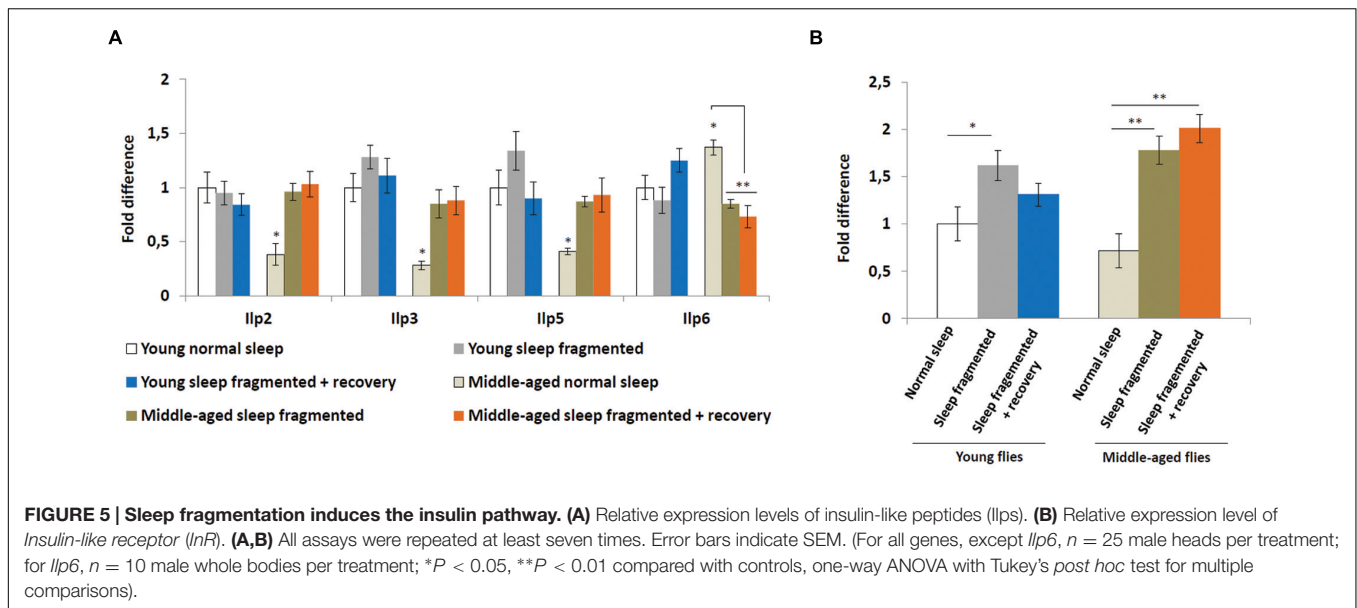 A
Fold difference
2
1,5
1
0,5
0
*
*
*
*
**
Ilp2 Ilp3 Ilp5 Ilp6
Young normal sleep Young sleep fragmented
Young sleep fragmented + recovery Middle-aged normal sleep
Middle-aged sleep fragmented Middle-aged sleep fragmented + recovery
B
Fold difference
2,5
2
1,5
1
0,5
0
*
**
**
Normal sleep
Sleep fragmented
Sleep fragemented
+ recovery
Normal sleep
Sleep fragmented
Sleep fragemented
+ recovery
Young flies Middle-aged flies
FIGURE 5 | Sleep fragmentation induces the insulin pathway. (A) Relative expression levels of insulin-like peptides (Ilps). (B) Relative expression level of
Insulin-like receptor (InR). (A,B) All assays were repeated at least seven times. Error bars indicate SEM. (For all genes, except Ilp6, n = 25 male heads per treatment;
for Ilp6, n = 10 male whole bodies per treatment; *P < 0.05, **P < 0.01 compared with controls, one-way ANOVA with Tukey's post hoc test for multiple
comparisons).